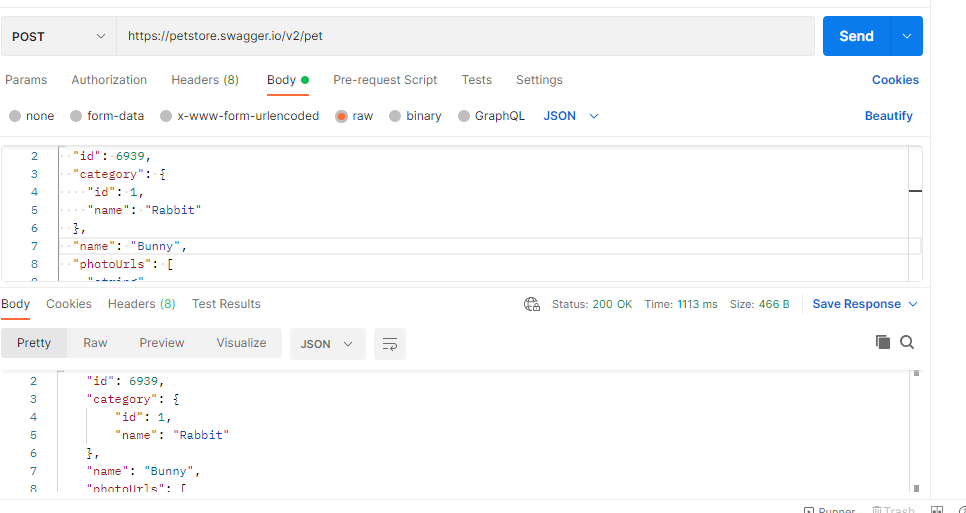 POST https://petstore.swagger.io/v2/pet Send
Params Authorization Headers (8) Body Pre-request Script Tests Settings Cookies
none form-data x-www-form-urlencoded raw binary GraphQL JSON Beautify
2 "id": 6939,
3 "category": {
4 "id": 1,
5 "name": "Rabbit"
6 },
7 "name": "Bunny",
8 "photoUrls": [
9 "string"
Body Cookies Headers (8) Test Results Status: 200 OK Time: 1113 ms Size: 466 B Save Response
Pretty Raw Preview Visualize JSON
2 "id": 6939,
3 "category": {
4 "id": 1,
5 "name": "Rabbit"
6 },
7 "name": "Bunny",
8 "photoUrls": [
Runner Trash